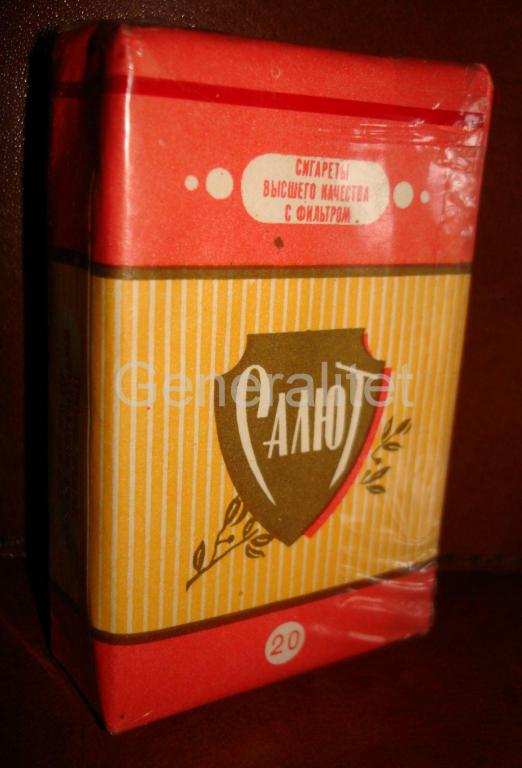 СИГАРЕТЫ
ВЫСШЕГО КАЧЕСТВА
С ФИЛЬТРОМ
САЛЮТ
Generalitet
20